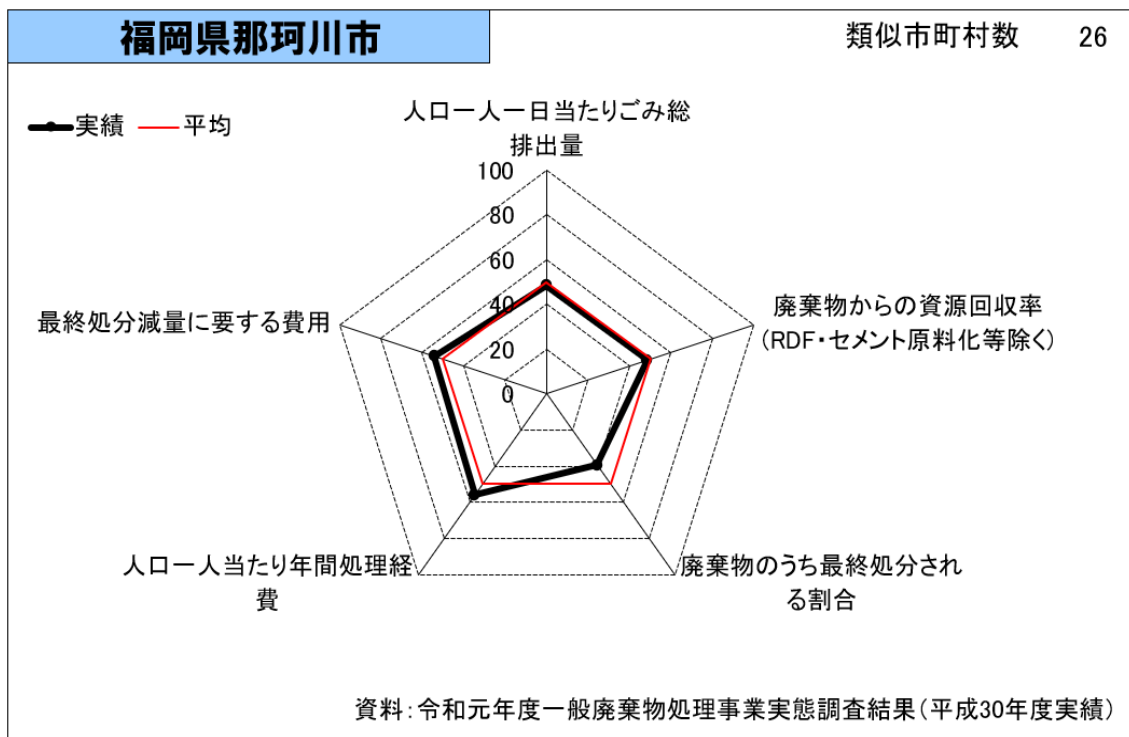 福岡県那珂川市
類似市町村数 26
実績 平均
人口一人一日当たりごみ総
排出量
100
80
60
40
20
0
廃棄物からの資源回収率
(RDF・セメント原料化等除く)
最終処分減量に要する費用
人口一人当たり年間処理経
費
廃棄物のうち最終処分され
る割合
資料:令和元年度一般廃棄物処理事業実態調査結果(平成30年度実績)